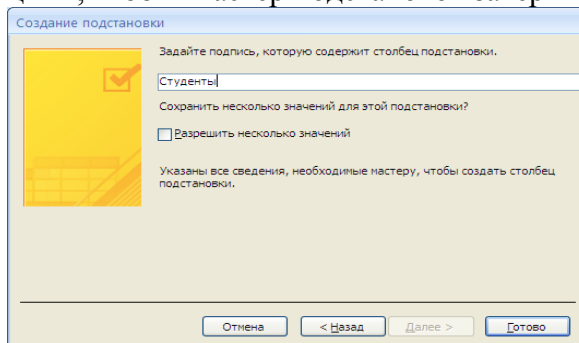 Создание подстановки
Задайте подпись, которую содержит столбец подстановки.
Студенты
Сохранить несколько значений для этой подстановки?
Разрешить несколько значений
Указаны все сведения, необходимые мастеру, чтобы создать столбец
подстановки.
Отмена < Назад Далее > Готово